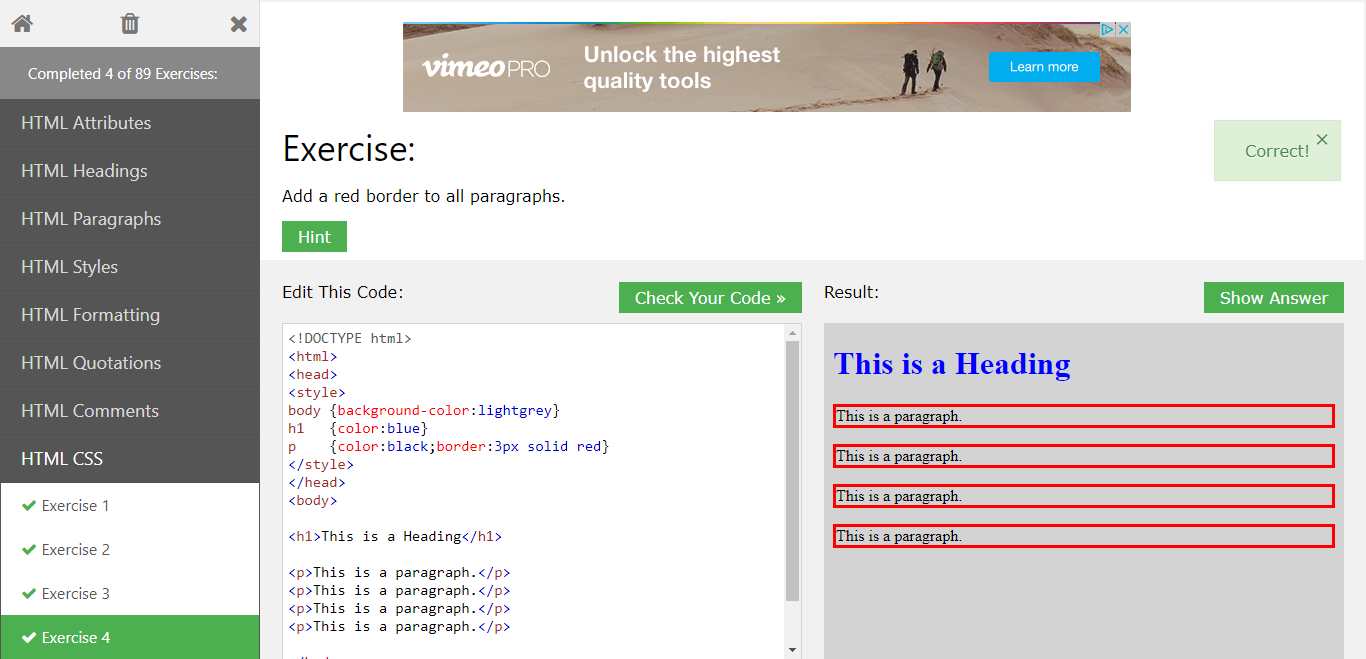 Completed 4 of 89 Exercises:
HTML Attributes
HTML Headings
HTML Paragraphs
HTML Styles
HTML Formatting
HTML Quotations
HTML Comments
HTML CSS
Exercise 1
Exercise 2
Exercise 3
Exercise 4
vimeo PRO
Unlock the highest
quality tools
Learn more
Exercise:
Correct!
×
Add a red border to all paragraphs.
Hint
Edit This Code:
Check Your Code »
<!DOCTYPE html>
<html>
<head>
<style>
body {background-color:lightgrey}
h1   {color:blue}
p    {color:black;border:3px solid red}
</style>
</head>
<body>
<h1>This is a Heading</h1>
<p>This is a paragraph.</p>
<p>This is a paragraph.</p>
<p>This is a paragraph.</p>
<p>This is a paragraph.</p>
Result:
Show Answer
This is a Heading
This is a paragraph.
This is a paragraph.
This is a paragraph.
This is a paragraph.